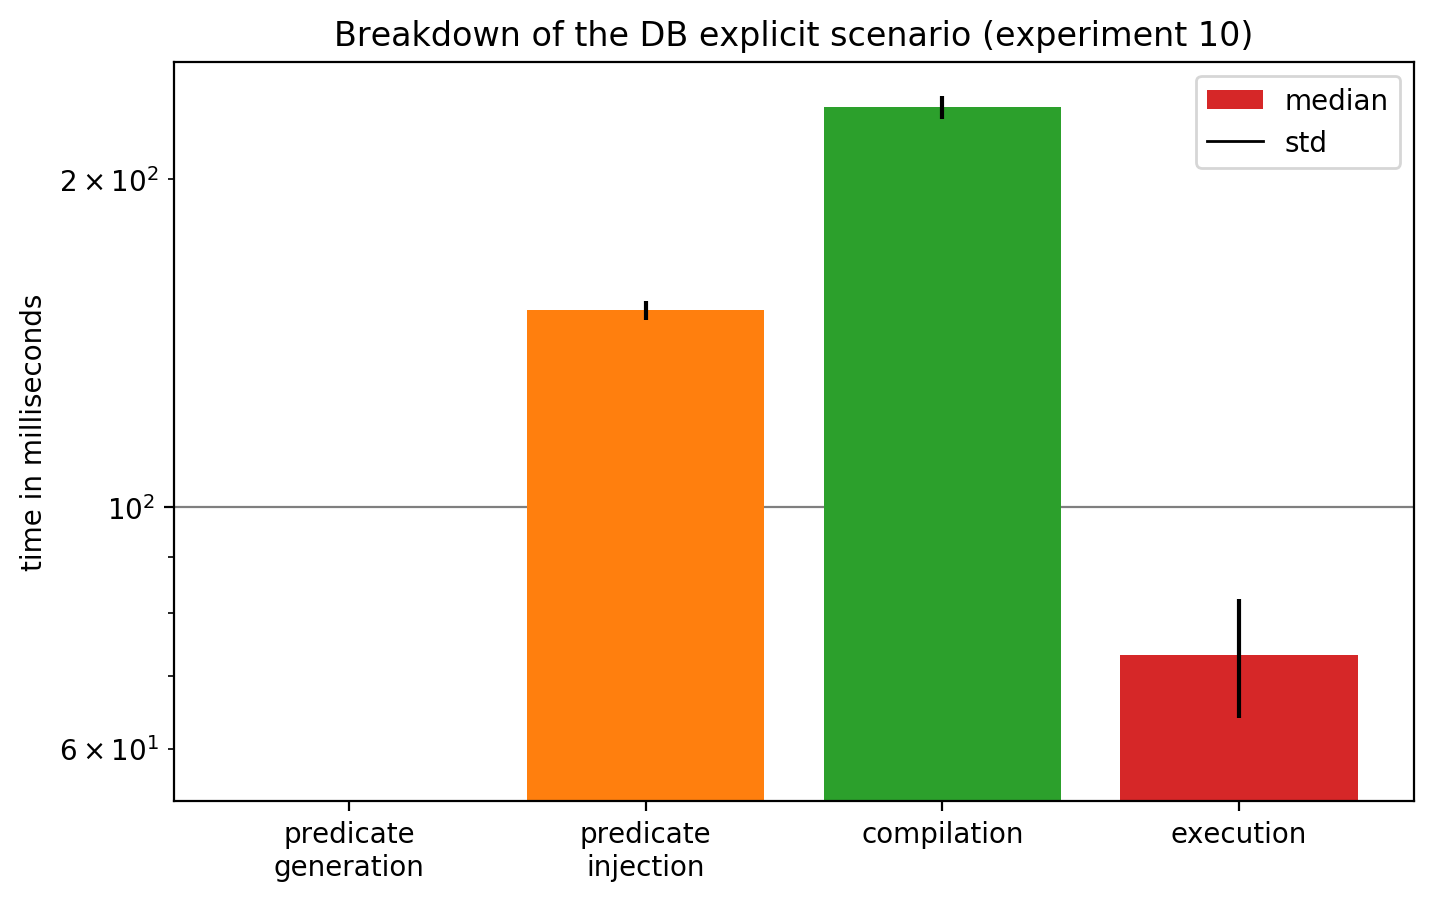 Breakdown of the DB explicit scenario (experiment 10)
median
std
2 × 10²
10²
6 × 10¹
time in milliseconds
predicate
generation
predicate
injection
compilation
execution